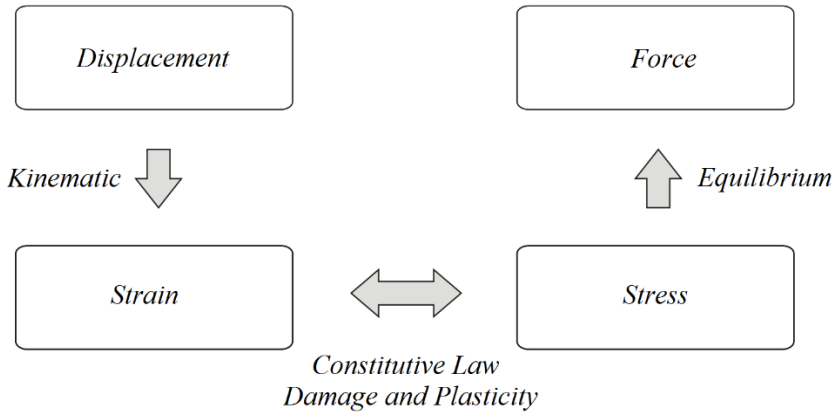 Displacement
Force
Kinematic
Equilibrium
Strain
Stress
Constitutive Law
Damage and Plasticity